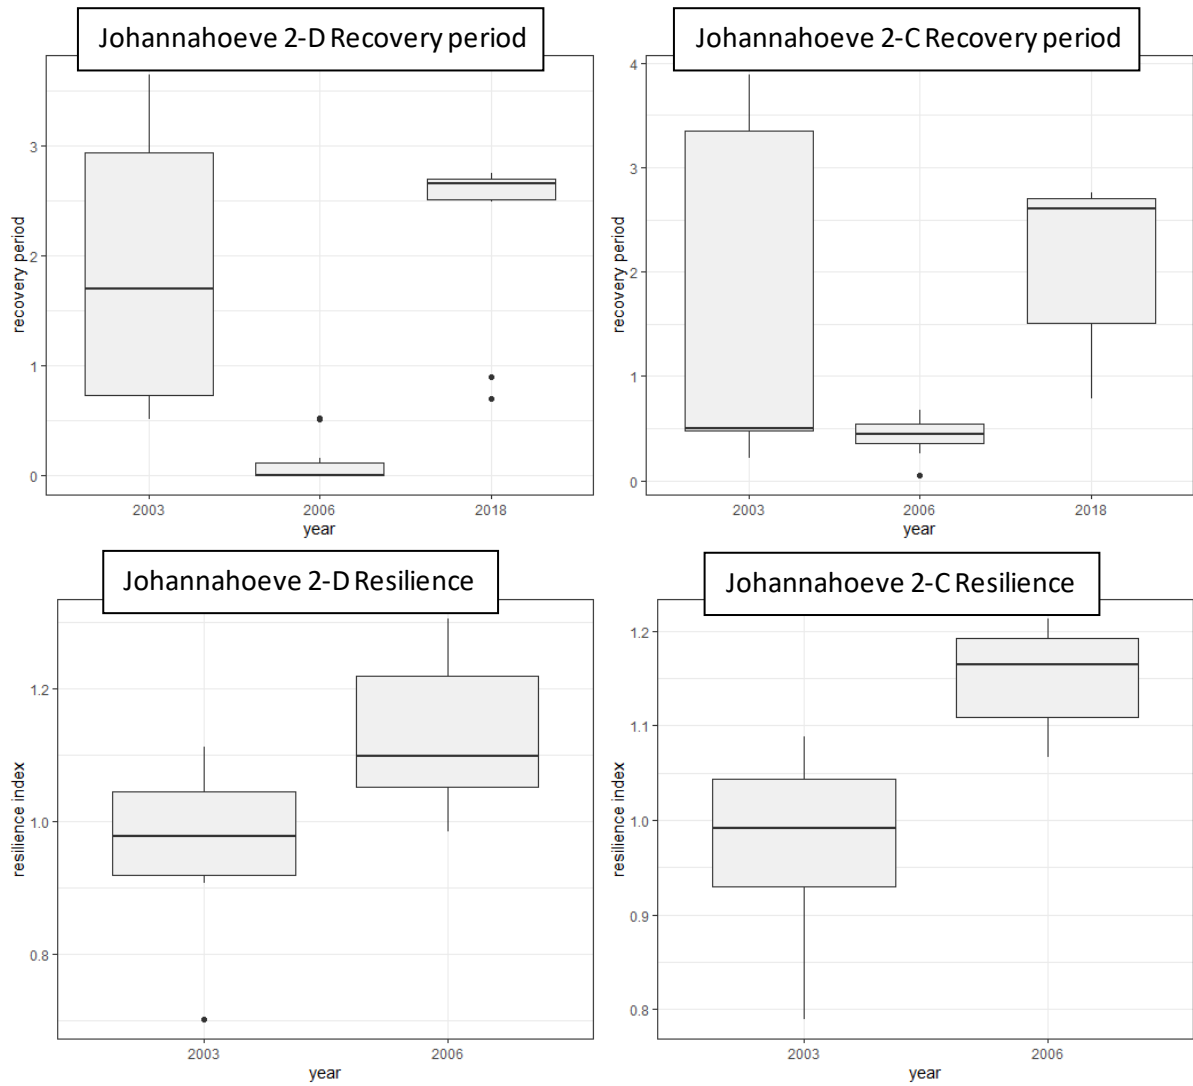 Johannahoeve 2-D Recovery period
3
2
1
0
recovery period
2003 2006 2018
year
Johannahoeve 2-C Recovery period
4
3
2
1
0
recovery period
2003 2006 2018
year
Johannahoeve 2-D Resilience
1.2
1.0
0.8
resilience index
2003 2006
year
Johannahoeve 2-C Resilience
1.2
1.1
1.0
0.9
0.8
resilience index
2003 2006
year